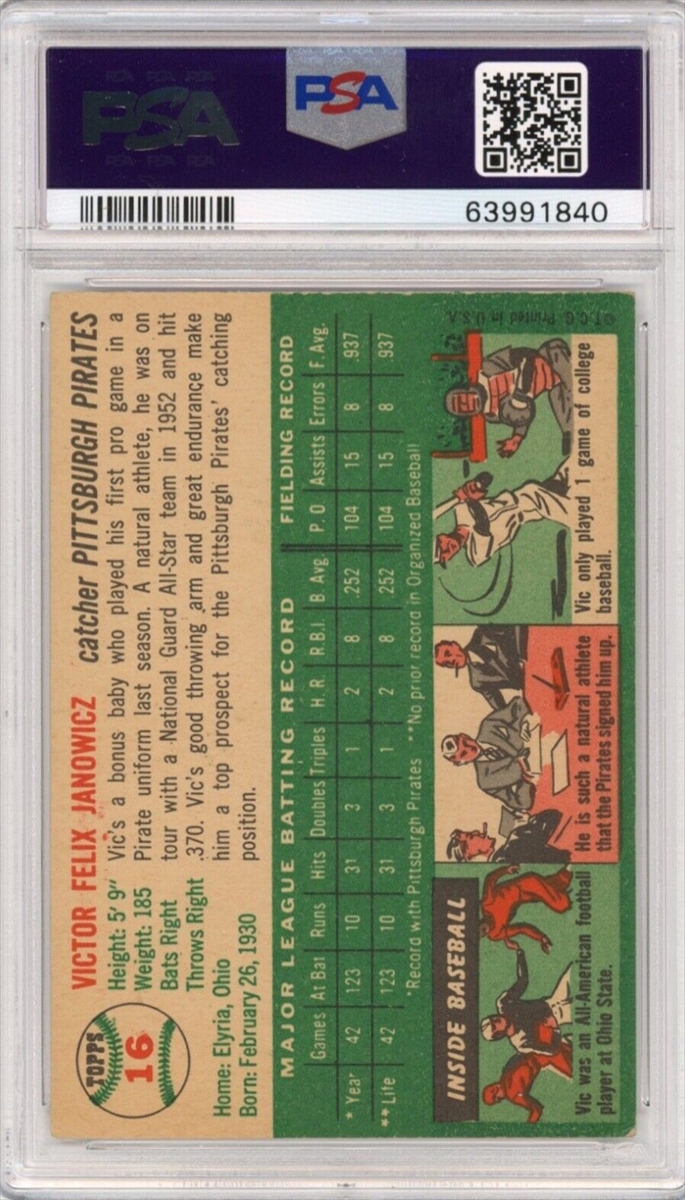 PSA
PSA
63991840
TOPPS
16
VICTOR FELIX JANOWICZ catcher PITTSBURGH PIRATES
Height: 5' 9"
Weight: 185
Bats Right
Throws Right
Home: Elyria, Ohio
Born: February 26, 1930
Vic's a bonus baby who played his first pro game in a
Pirate uniform last season. A natural athlete, he was on
tour with a National Guard All-Star team in 1952 and hit
.370. Vic's good throwing arm and great endurance make
him a top prospect for the Pittsburgh Pirates' catching
position.
MAJOR LEAGUE BATTING RECORD FIELDING RECORD
Games At Bat Runs Hits Doubles Triples H. R. R.B.I. B Avg. P. O Assists Errors F. Avg.
* Year 42 123 10 31 3 1 2 8 .252 104 15 8 .937
**Life 42 123 10 31 3 1 2 8 252 104 15 8 937
*Record with Pittsburgh Pirates **No prior record in Organized Baseball
INSIDE BASEBALL
Vic was an All-American football
player at Ohio State.
He is such a natural athlete
that the Pirates signed him up.
Vic only played 1 game of college
baseball.
©T.C.G. Printed in U.S.A.